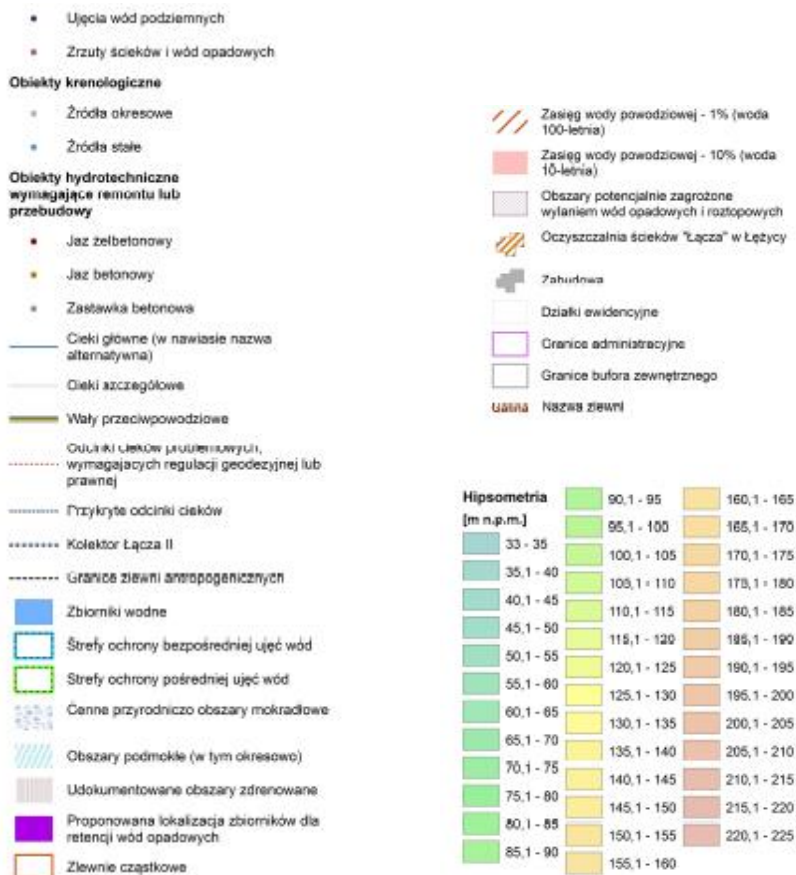 Ujęcia wód podziemnych
Zrzuty ścieków i wód opadowych
Obiekty krenologiczne
Źródła okresowe
Źródła stałe
Obiekty hydrotechniczne
wymagające remontu lub
przebudowy
Jaz żelbetonowy
Jaz betonowy
Zastawka betonowa
Cieki główne (w nawiasie nazwa
alternatywna)
Cieki szczegółowe
Wały przeciwpowodziowe
Odcinki cieków problemowych,
wymagajacych regulacji geodezyjnej lub
prawnej
Przykryte odcinki cieków
Kolektor Łącza II
Granice zlewni antropogenicznych
Zbiorniki wodne
Strefy ochrony bezpośredniej ujęć wód
Strefy ochrony pośredniej ujęć wód
Cenne przyrodniczo obszary mokradłowe
Obszary podmokłe (w tym okresowo)
Udokumentowane obszary zdrenowane
Proponowana lokalizacja zbiorników dla
retencji wód opadowych
Zlewnie cząstkowe
Zasięg wody powodziowej - 1% (woda
100-letnia)
Zasięg wody powodziowej - 10% (woda
10-letnia)
Obszary potencjalnie zagrożone
wylaniem wód opadowych i roztopowych
Oczyszczalnia ścieków "Łącza" w Łężycy
Zabudowa
Działki ewidencyjne
Granice administracyjne
Granice bufora zewnętrznego
Galina Nazwa zlewni
Hipsometria
[m n.p.m.]
33 - 35
35,1 - 40
40,1 - 45
45,1 - 50
50,1 - 55
55,1 - 60
60,1 - 65
65,1 - 70
70,1 - 75
75,1 - 80
80,1 - 85
85,1 - 90
90,1 - 95
95,1 - 100
100,1 - 105
105,1 - 110
110,1 - 115
115,1 - 120
120,1 - 125
125,1 - 130
130,1 - 135
135,1 - 140
140,1 - 145
145,1 - 150
150,1 - 155
155,1 - 160
160,1 - 165
165,1 - 170
170,1 - 175
175,1 - 180
180,1 - 185
185,1 - 190
190,1 - 195
195,1 - 200
200,1 - 205
205,1 - 210
210,1 - 215
215,1 - 220
220,1 - 225